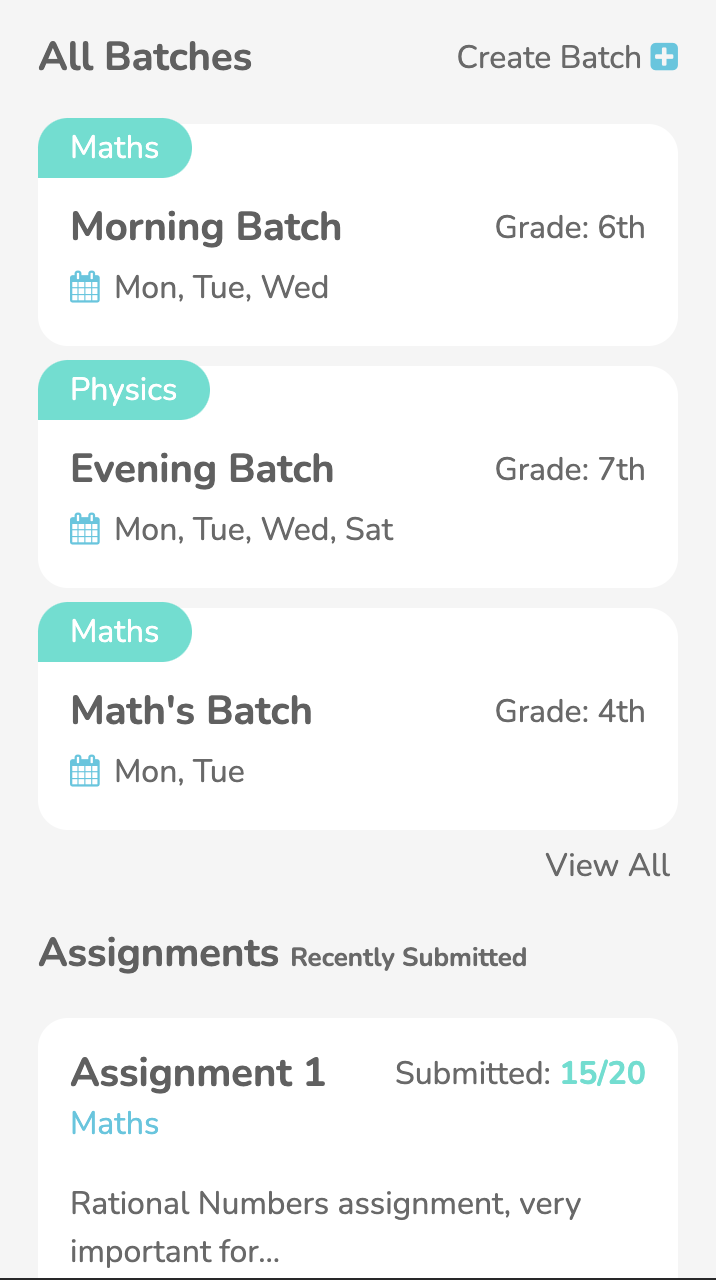 All Batches
Create Batch
Maths
Morning Batch
Grade: 6th
Mon, Tue, Wed
Physics
Evening Batch
Grade: 7th
Mon, Tue, Wed, Sat
Maths
Math's Batch
Grade: 4th
Mon, Tue
View All
Assignments Recently Submitted
Assignment 1
Submitted: 15/20
Maths
Rational Numbers assignment, very
important for...